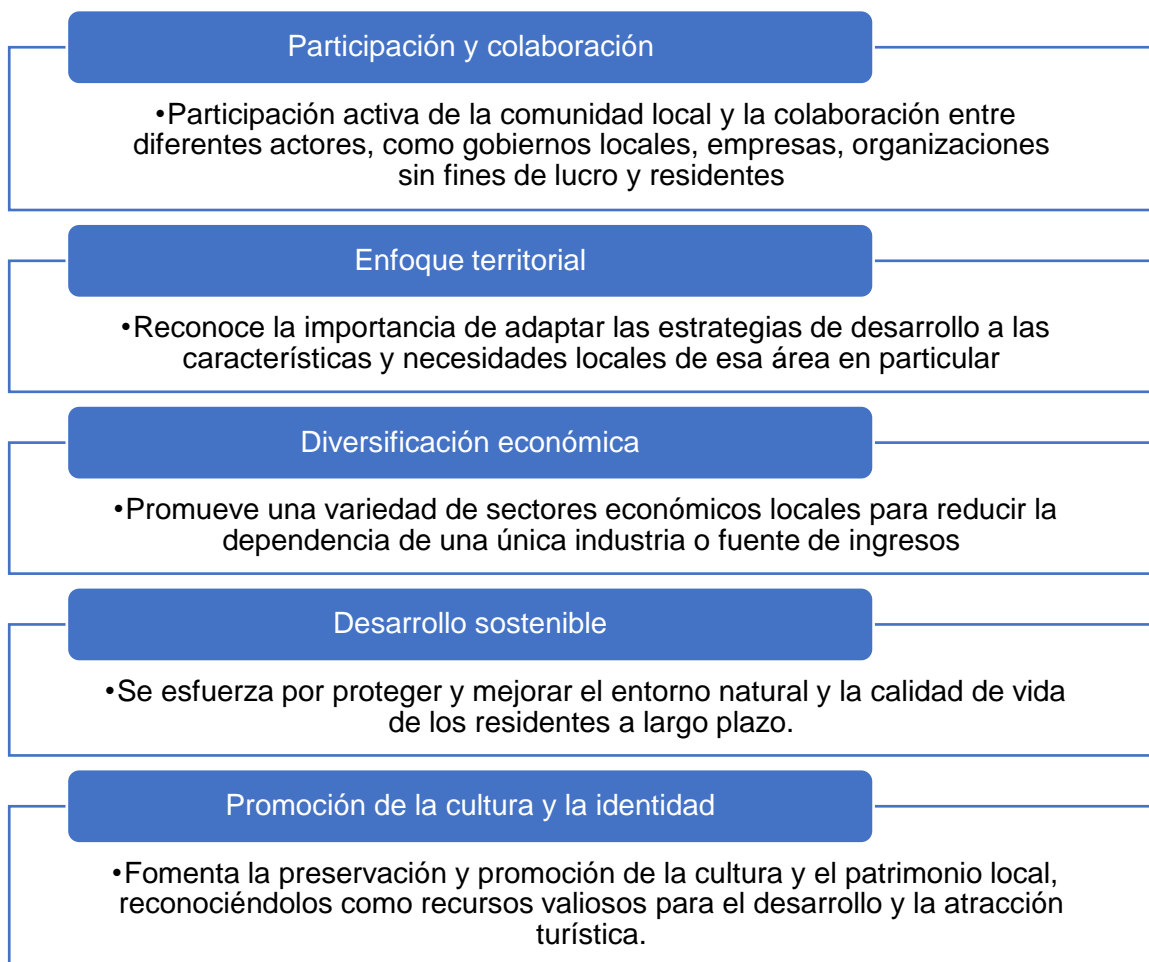 Participación y colaboración
•Participación activa de la comunidad local y la colaboración entre
diferentes actores, como gobiernos locales, empresas, organizaciones
sin fines de lucro y residentes
Enfoque territorial
•Reconoce la importancia de adaptar las estrategias de desarrollo a las
características y necesidades locales de esa área en particular
Diversificación económica
•Promueve una variedad de sectores económicos locales para reducir la
dependencia de una única industria o fuente de ingresos
Desarrollo sostenible
•Se esfuerza por proteger y mejorar el entorno natural y la calidad de vida
de los residentes a largo plazo.
Promoción de la cultura y la identidad
•Fomenta la preservación y promoción de la cultura y el patrimonio local,
reconociéndolos como recursos valiosos para el desarrollo y la atracción
turística.